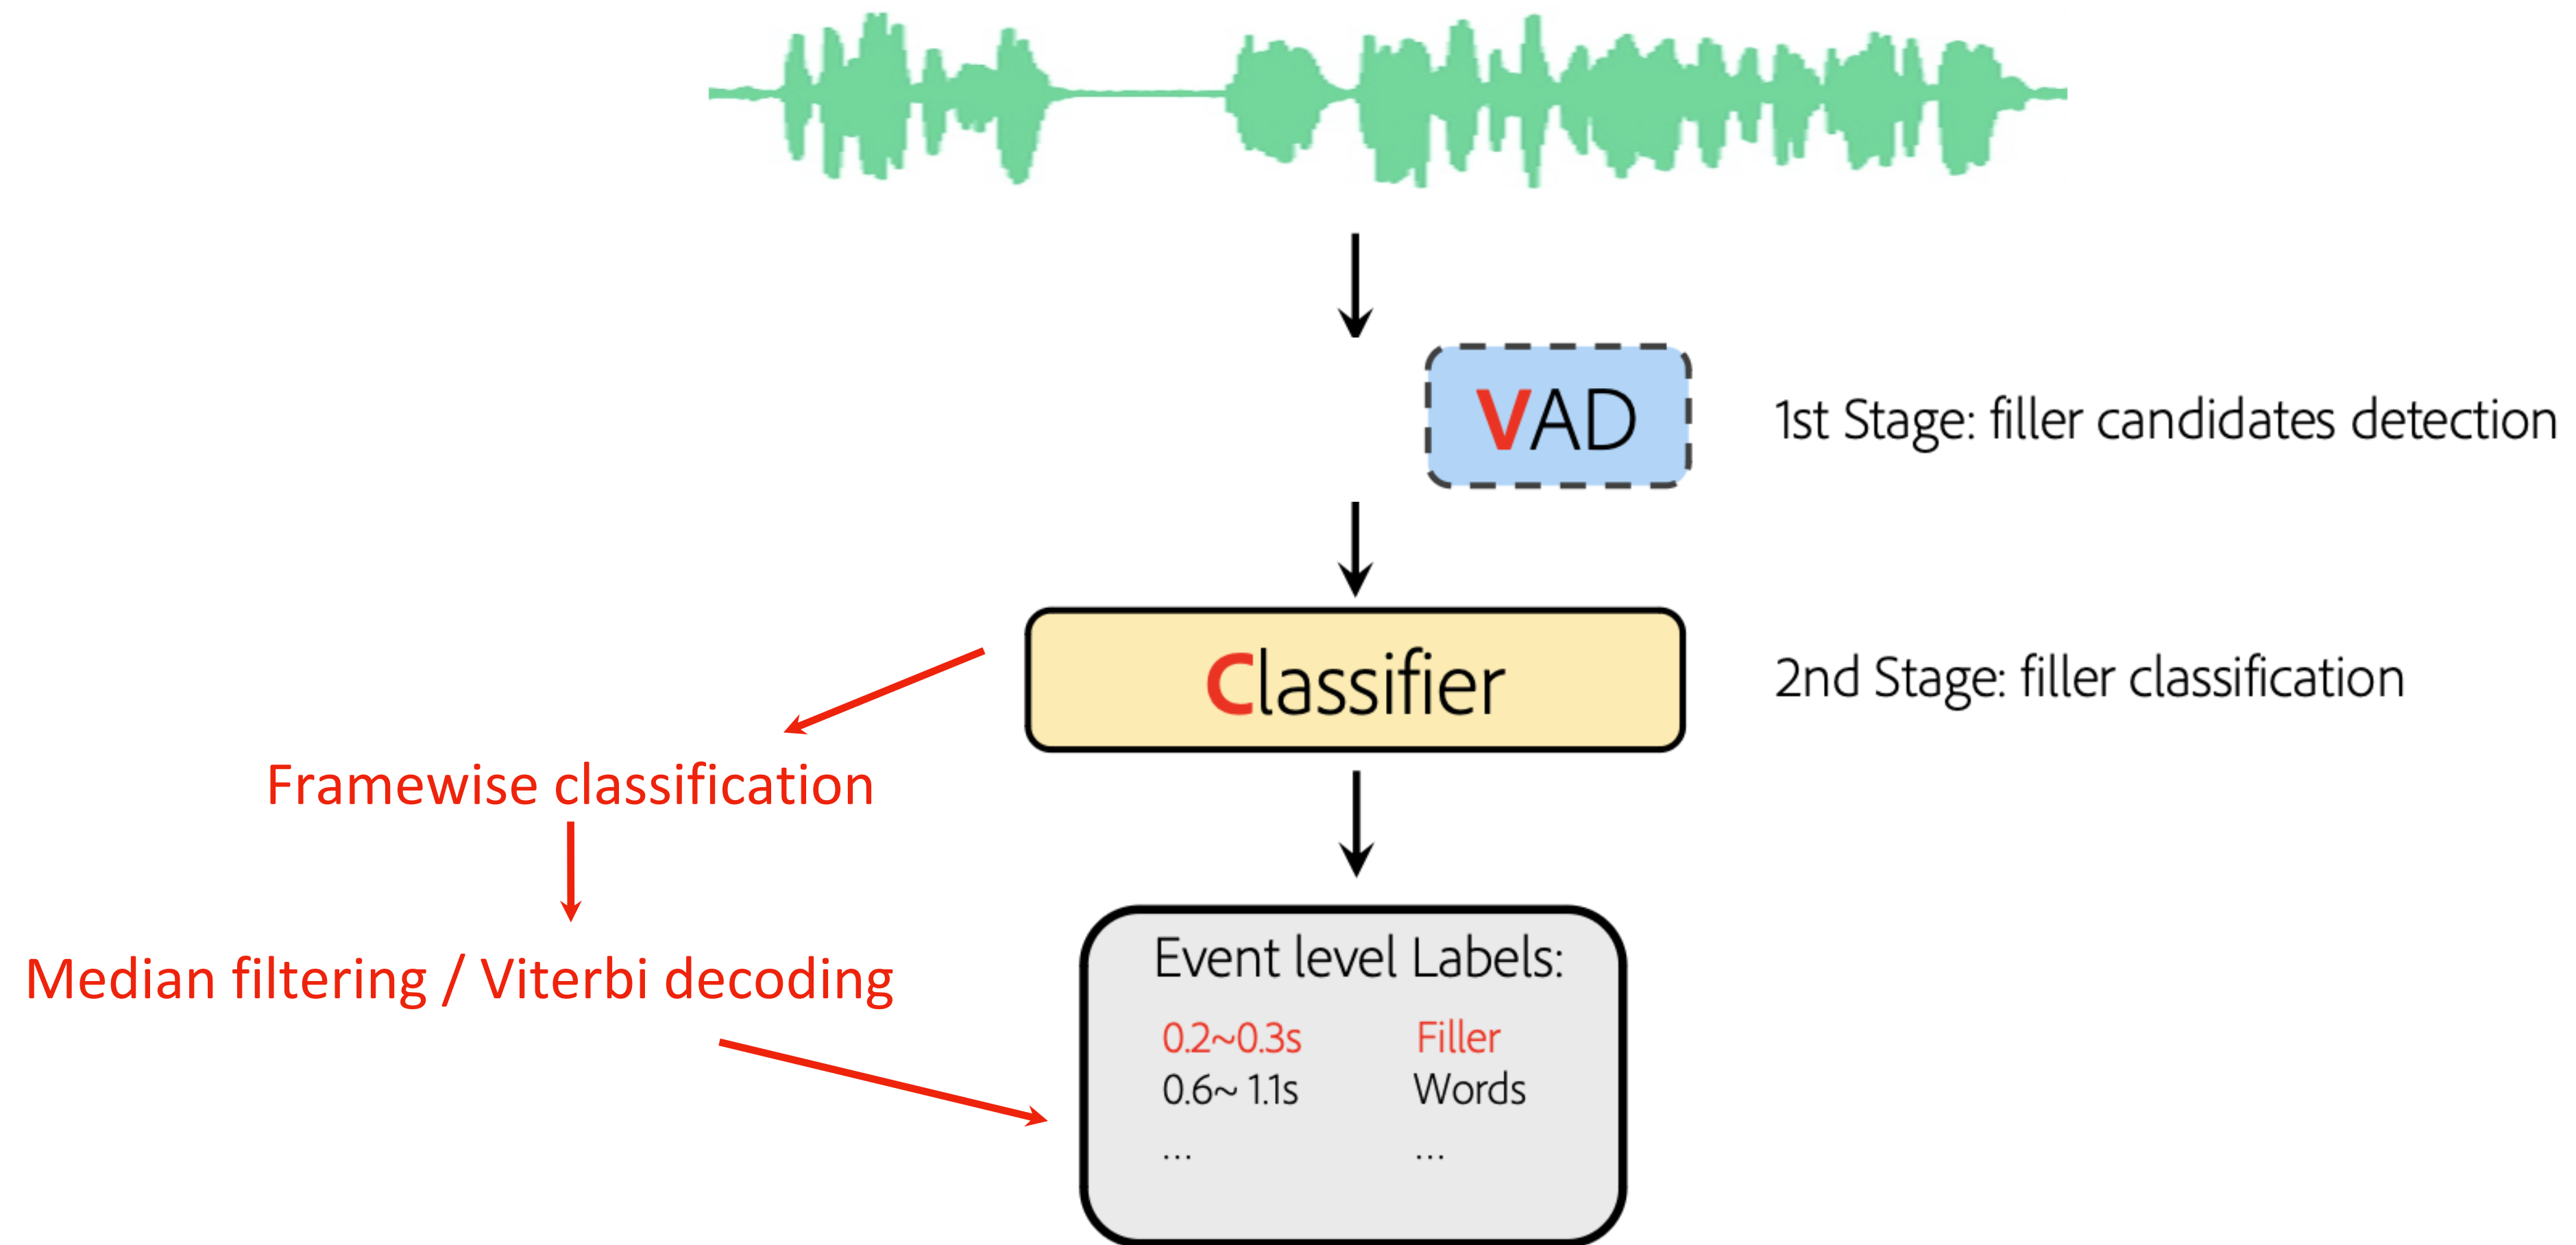 VAD
1st Stage: filler candidates detection
Classifier
2nd Stage: filler classification
Framewise classification
Median filtering / Viterbi decoding
Event level Labels:
0.2~0.3s Filler
0.6~ 1.1s Words
... ...